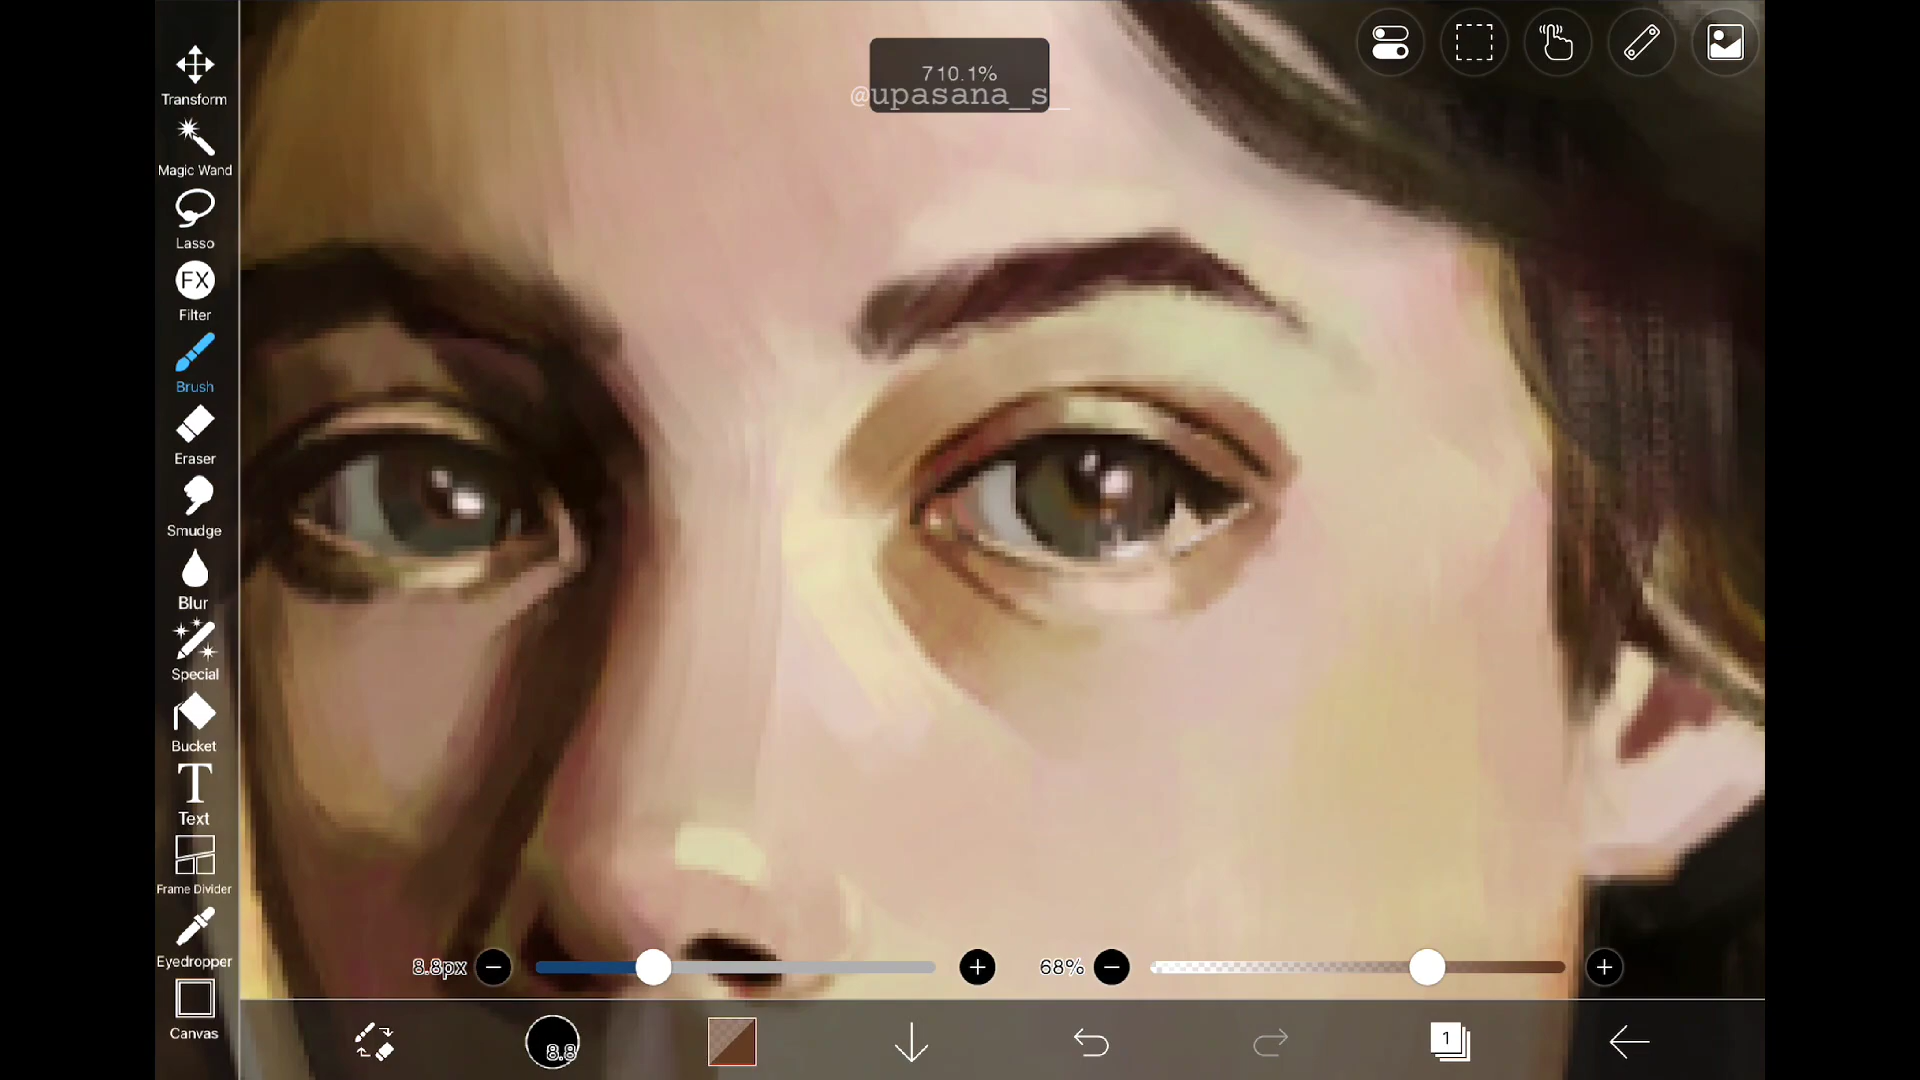 710.1%
@upasana_s_
Transform
Magic Wand
Lasso
FX
Filter
Brush
Eraser
Smudge
Blur
Special
Bucket
T
Text
Frame Divider
Eyedropper
Canvas
8.8px
68%
8.8
1